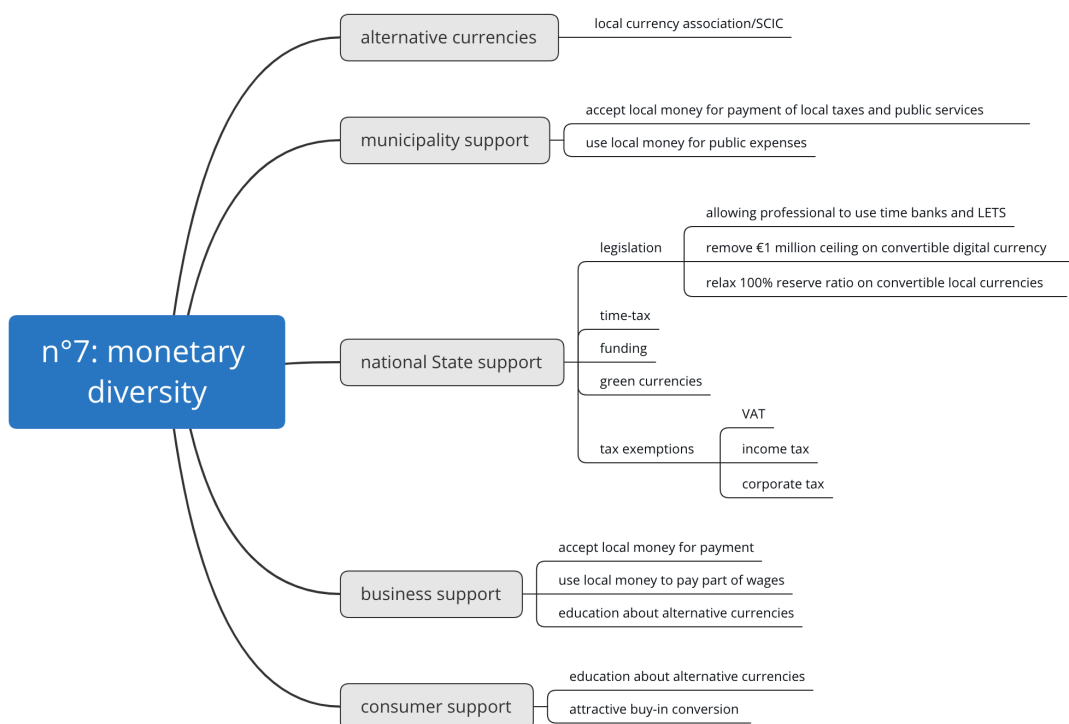 n°7: monetary
diversity
alternative currencies
local currency association/SCIC
municipality support
accept local money for payment of local taxes and public services
use local money for public expenses
national State support
legislation
allowing professional to use time banks and LETS
remove €1 million ceiling on convertible digital currency
relax 100% reserve ratio on convertible local currencies
time-tax
funding
green currencies
tax exemptions
VAT
income tax
corporate tax
business support
accept local money for payment
use local money to pay part of wages
education about alternative currencies
consumer support
education about alternative currencies
attractive buy-in conversion